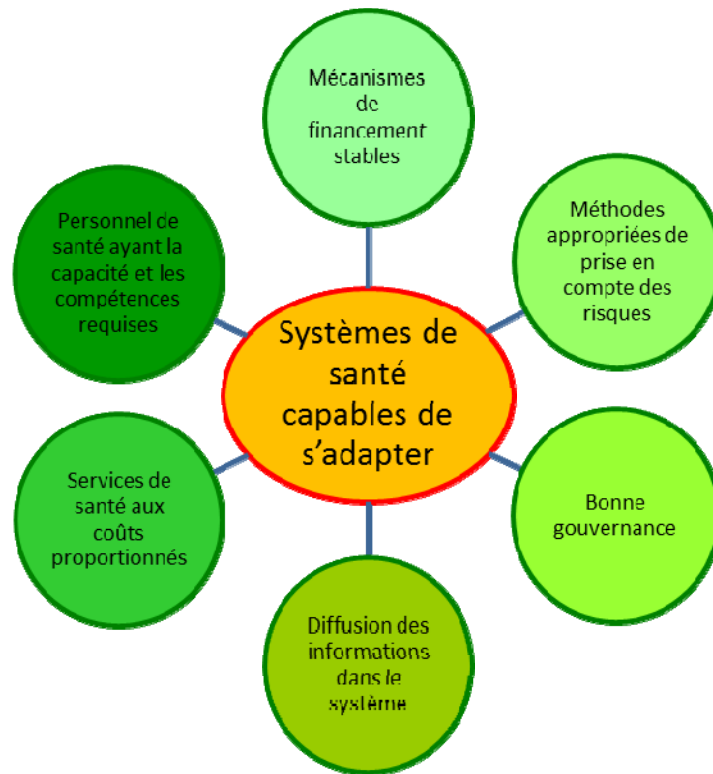 Mécanismes
de
financement
stables
Méthodes
appropriées de
prise en
compte des
risques
Personnel de
santé ayant la
capacité et les
compétences
requises
Systèmes de
santé
capables de
s’adapter
Services de
santé aux
coûts
proportionnés
Bonne
gouvernance
Diffusion des
informations
dans le
système